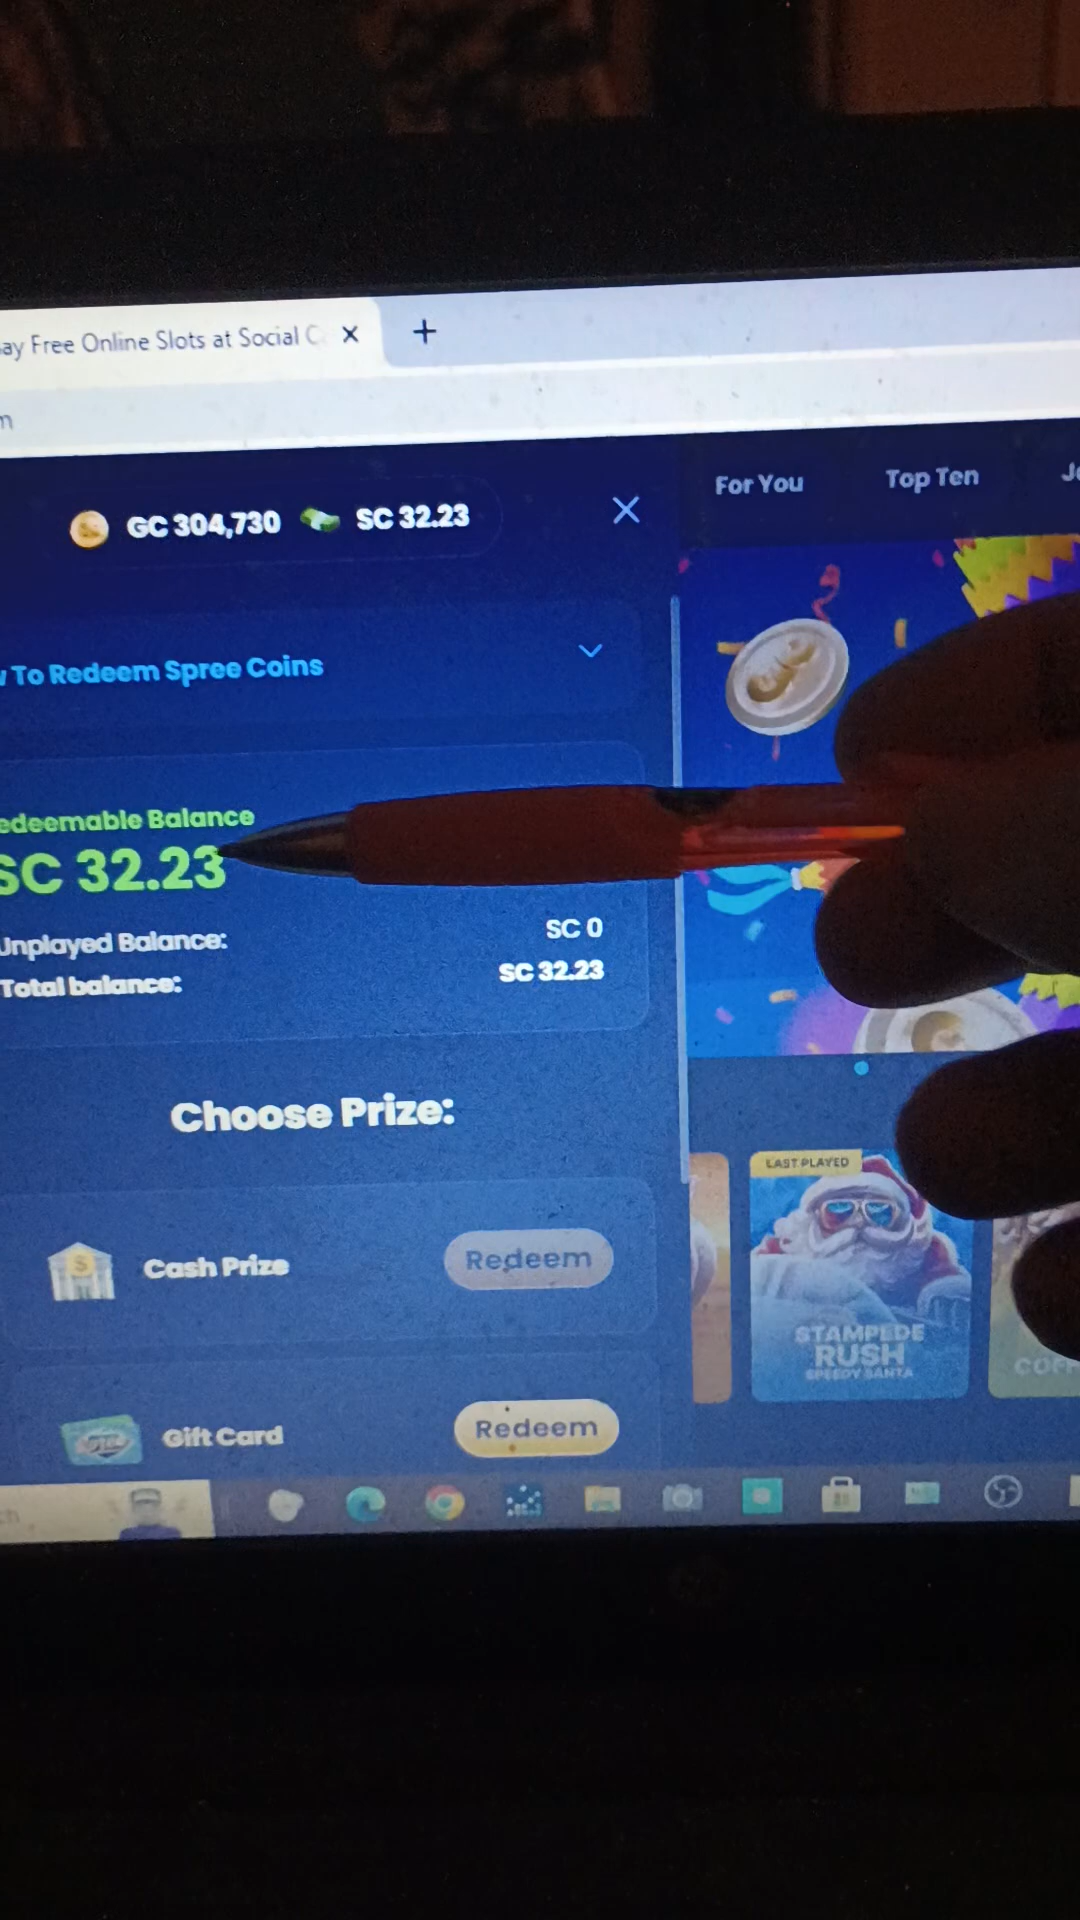 ay Free Online Slots at Social C
m
GC 304,730 SC 32.23
For You Top Ten
To Redeem Spree Coins
edeemable Balance
SC 32.23
Unplayed Balance: SC 0
Total balance: SC 32.23
Choose Prize:
Cash Prize Redeem
Gift Card Redeem
LAST PLAYED
STAMPEDE
RUSH
SPEEDY SANTA